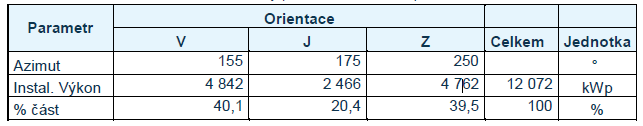 Parametr Orientace
V J Z Celkem Jednotka
Azimut 155 175 250 °
Instal. Výkon 4 842 2 466 4 762 12 072 kWp
% část 40,1 20,4 39,5 100 %